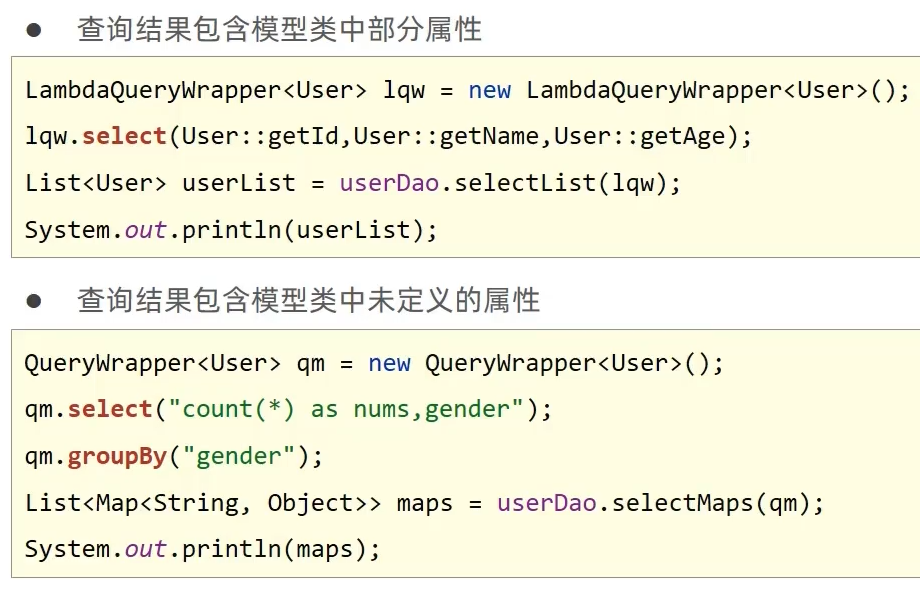 ● 查询结果包含模型类中部分属性
LambdaQueryWrapper<User> lqw = new LambdaQueryWrapper<User>();
lqw.select(User::getId,User::getName,User::getAge);
List<User> userList = userDao.selectList(lqw);
System.out.println(userList);
● 查询结果包含模型类中未定义的属性
QueryWrapper<User> qm = new QueryWrapper<User>();
qm.select("count(*) as nums,gender");
qm.groupBy("gender");
List<Map<String, Object>> maps = userDao.selectMaps(qm);
System.out.println(maps);